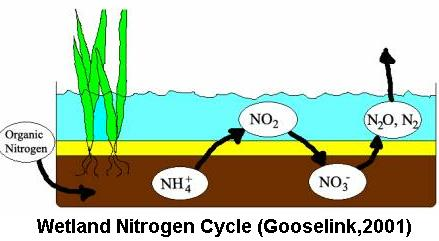 Organic
Nitrogen
NH₄⁺
NO₂
NO₃⁻
N₂O, N₂
Wetland Nitrogen Cycle (Gooselink,2001)